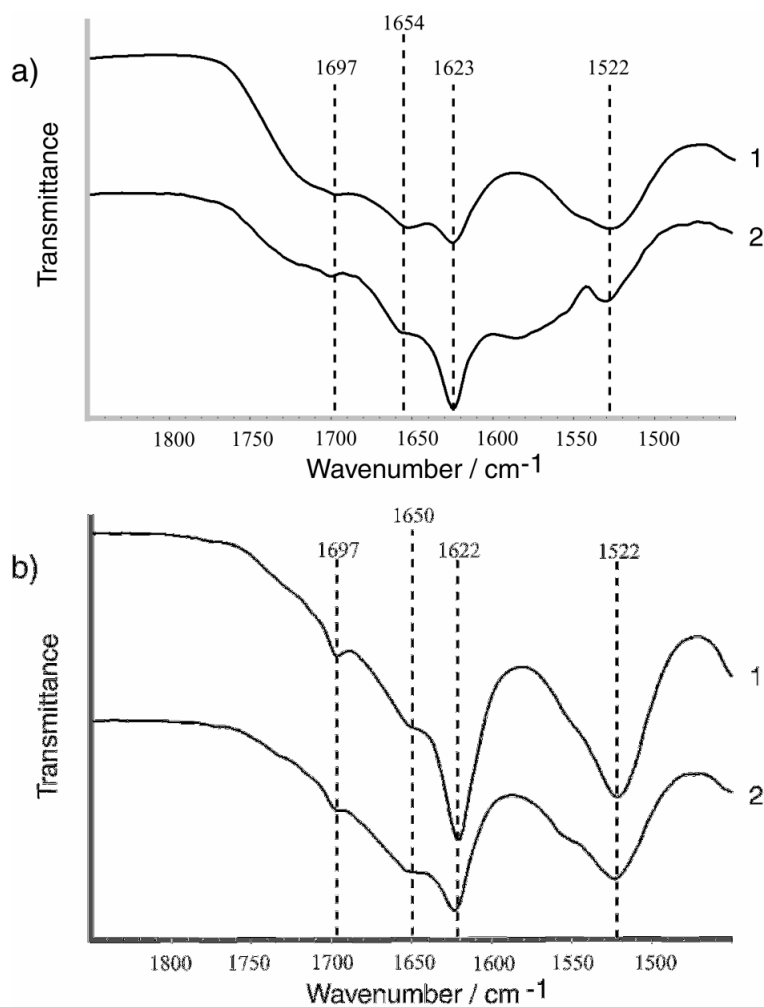 1654
a)
1697 1623 1522
1
2
Transmittance
1800 1750 1700 1650 1600 1550 1500
Wavenumber / cm-1
1650
b)
1697 1622 1522
1
2
Transmittance
1800 1750 1700 1650 1600 1550 1500
Wavenumber / cm -1